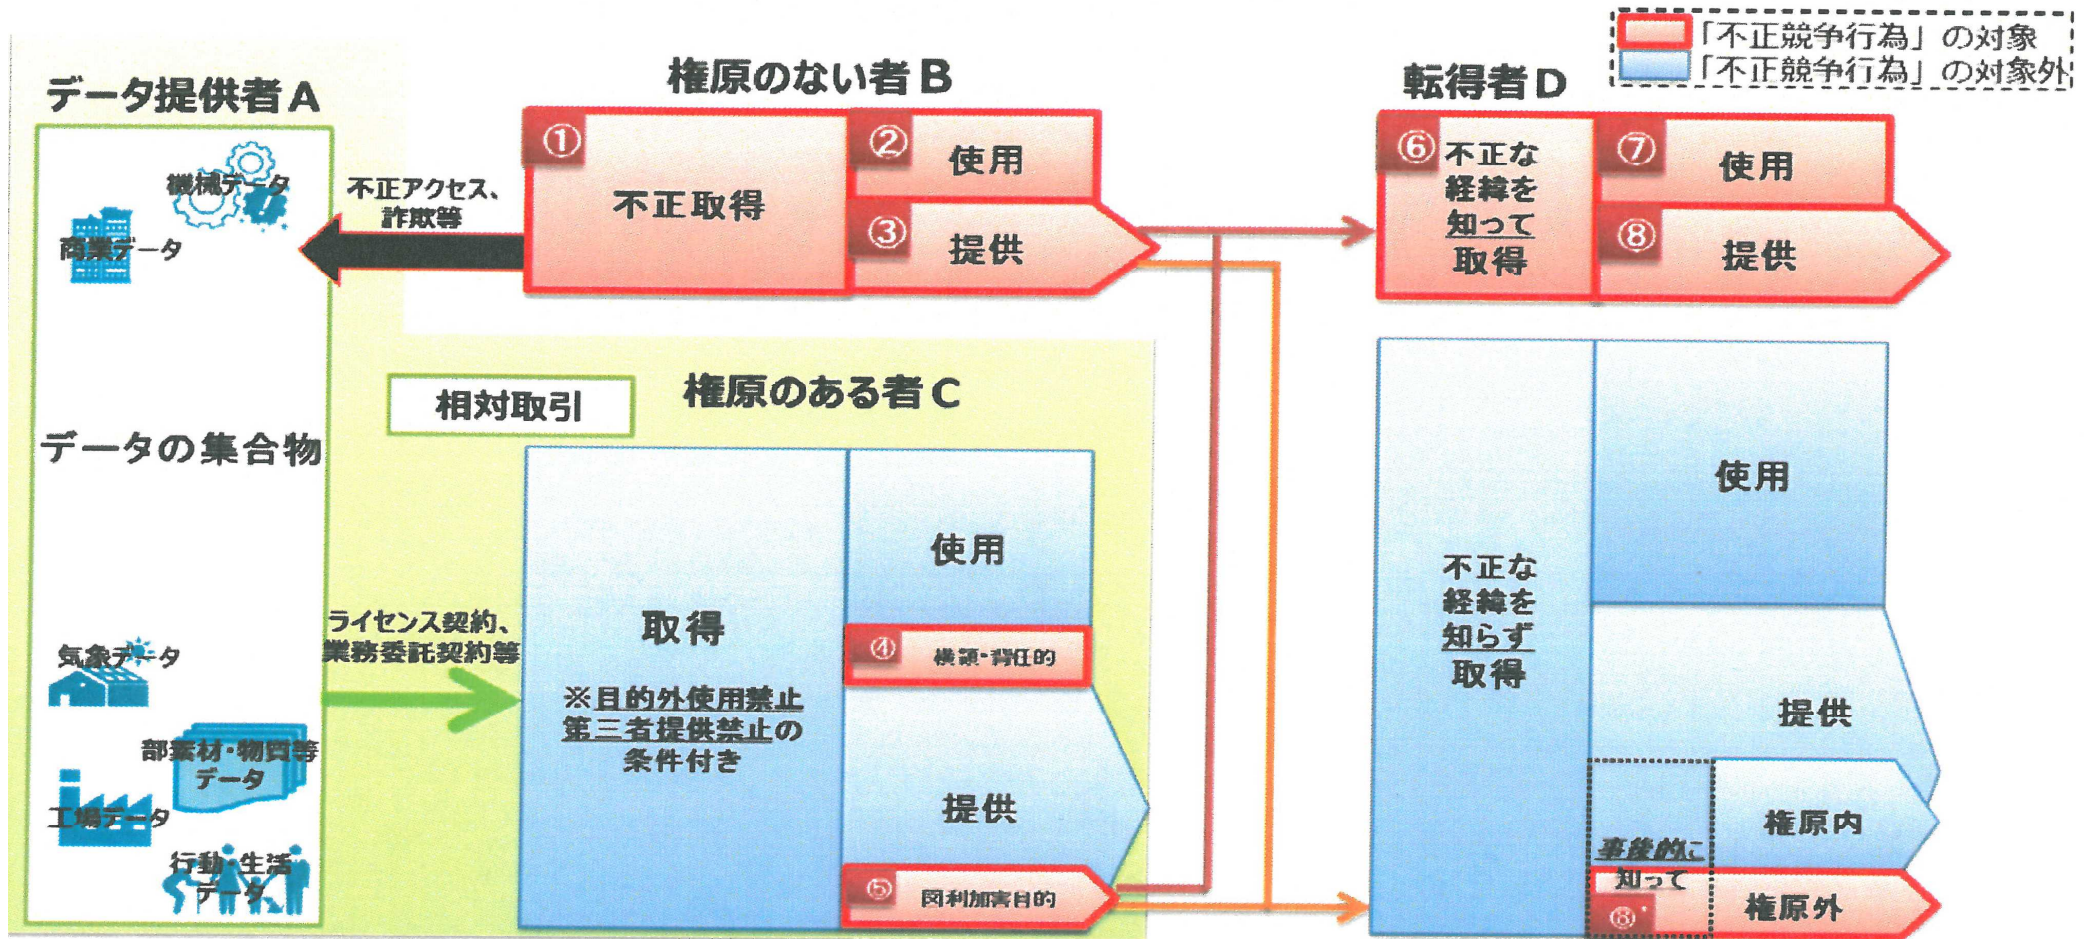 「不正競争行為」の対象
「不正競争行為」の対象外
データ提供者A
機械データ
商業データ
データの集合物
気象データ
部素材・物質等
データ
工場データ
行動・生活
データ
不正アクセス、
詐欺等
権原のない者B
①
不正取得
②
使用
③
提供
相対取引
権原のある者C
ライセンス契約、
業務委託契約等
取得
※目的外使用禁止
第三者提供禁止の
条件付き
使用
④
横領・背任的
提供
⑤
図利加害目的
転得者D
⑥
不正な
経緯を
知って
取得
⑦
使用
⑧
提供
不正な
経緯を
知らず
取得
使用
提供
権原内
事後的に
知って
⑧'
権原外